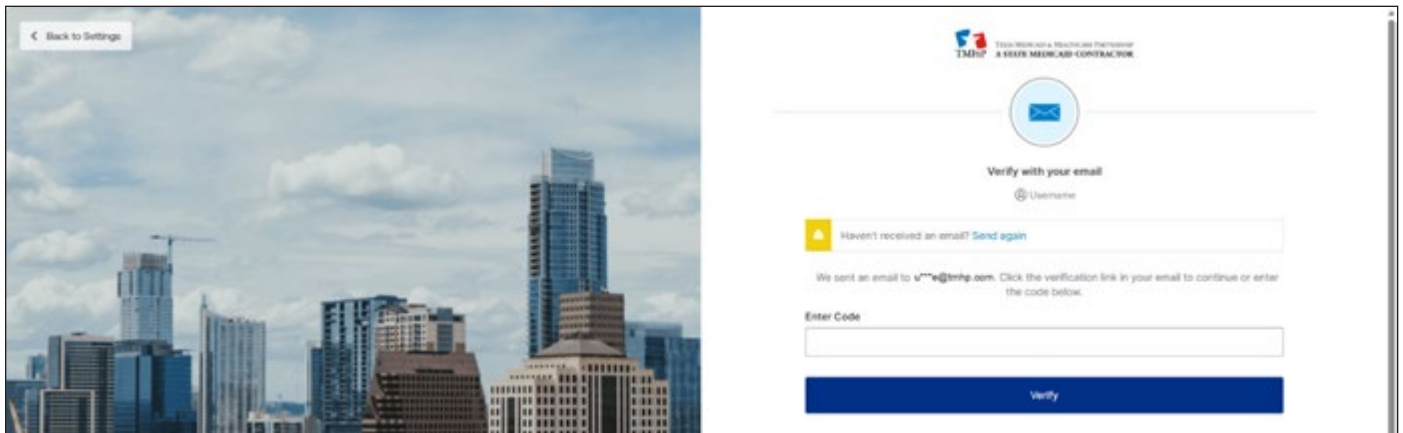 Back to Settings
TMHP
TEXAS MEDICAID & HEALTHCARE PARTNERSHIP
A STATE MEDICAID CONTRACTOR
Verify with your email
Username
Haven't received an email? Send again
We sent an email to u***e@tmhp.com. Click the verification link in your email to continue or enter
the code below.
Enter Code
Verify